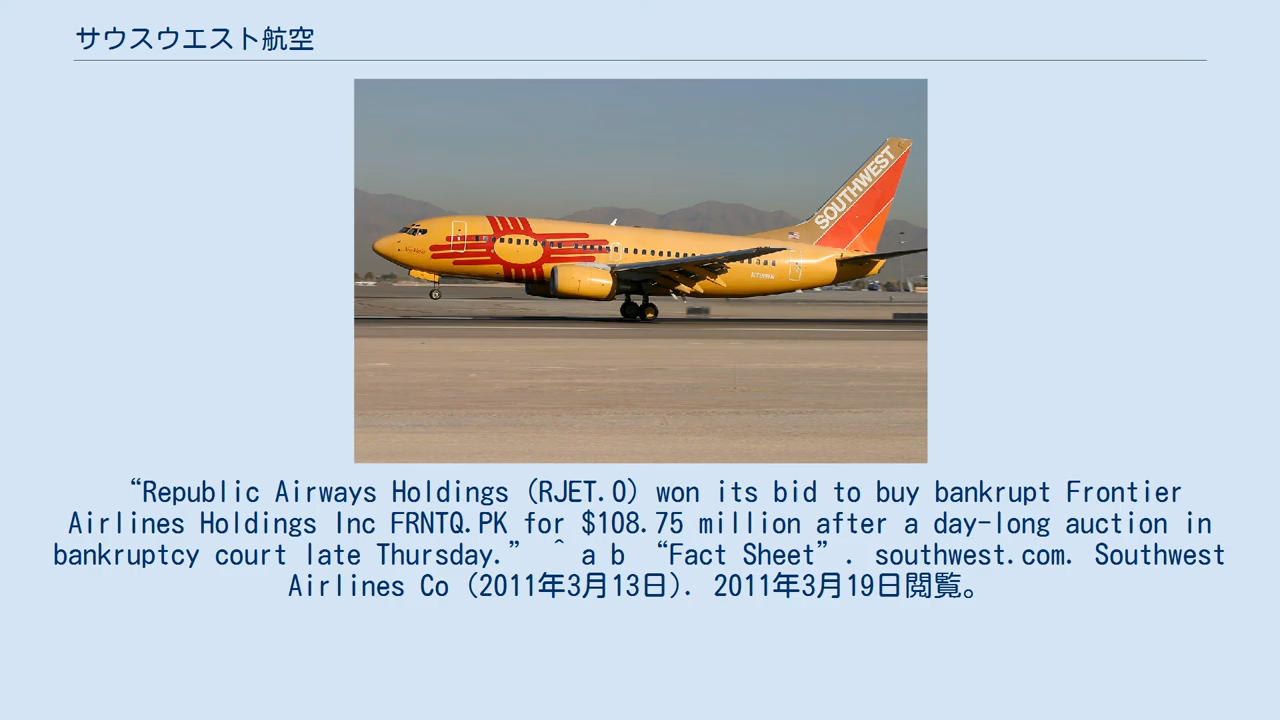 サウスウエスト航空
SOUTHWEST
“Republic Airways Holdings (RJET.O) won its bid to buy bankrupt Frontier
Airlines Holdings Inc FRNTQ.PK for $108.75 million after a day-long auction in
bankruptcy court late Thursday.” ^ a b “Fact Sheet”. southwest.com. Southwest
Airlines Co (2011年3月13日). 2011年3月19日閲覧。